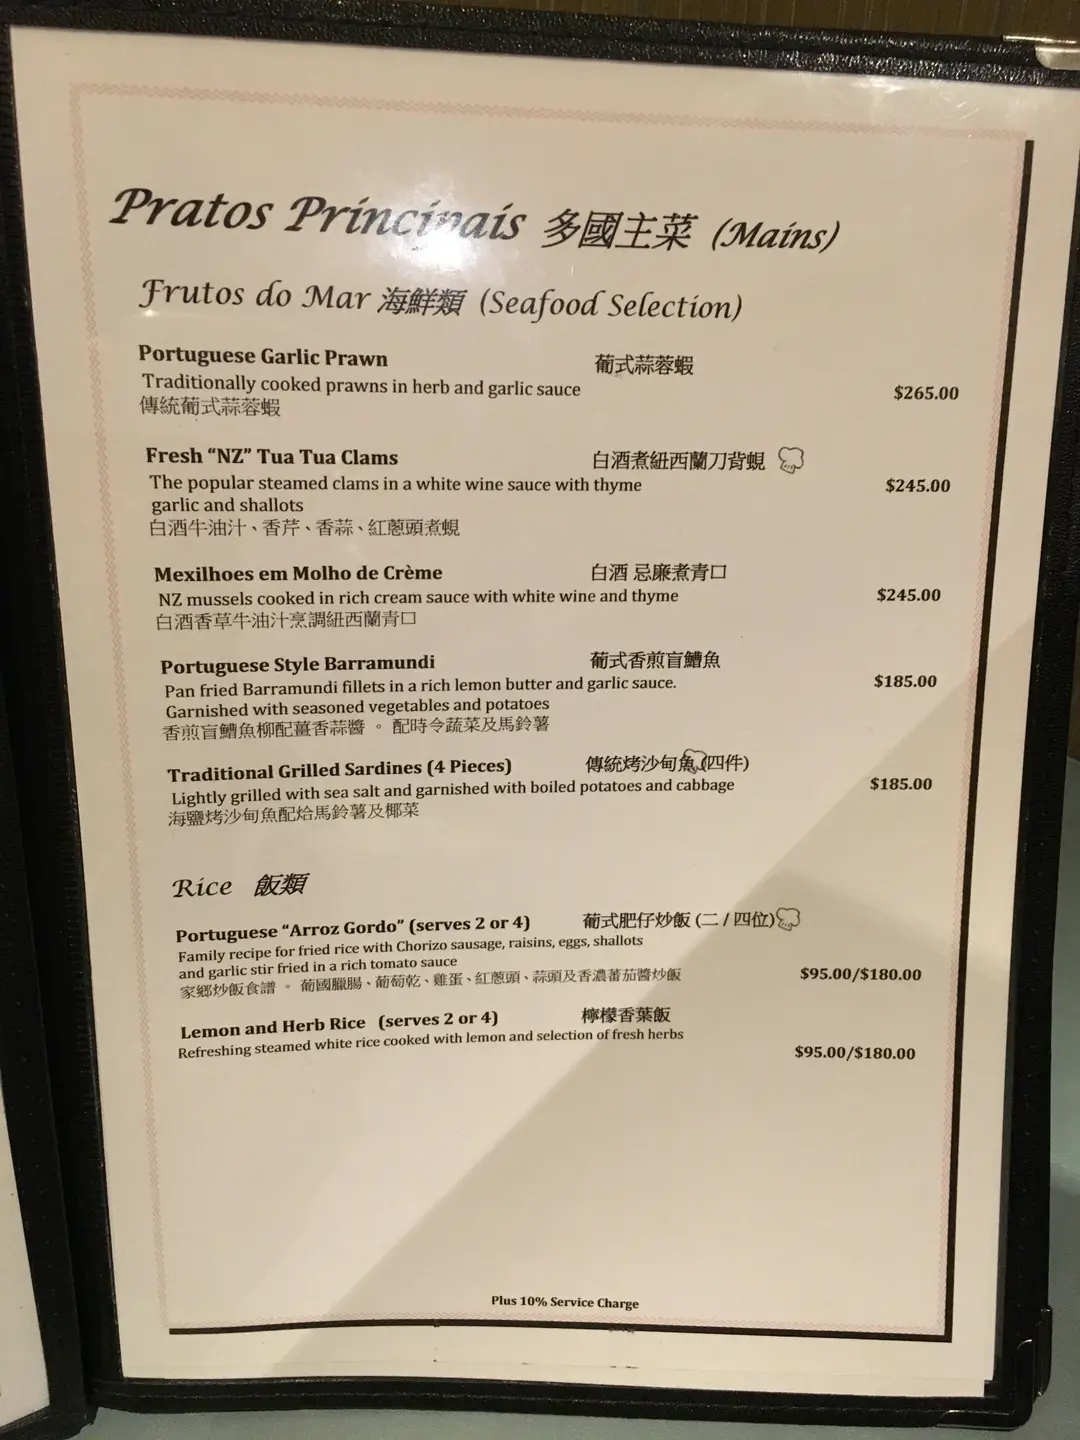 Pratos Principais 多國主菜 (Mains)
Frutos do Mar 海鮮類 (Seafood Selection)
Portuguese Garlic Prawn 葡式蒜蓉蝦
Traditionally cooked prawns in herb and garlic sauce $265.00
傳統葡式蒜蓉蝦
Fresh “NZ” Tua Tua Clams 白酒煮紐西蘭刀背蜆
The popular steamed clams in a white wine sauce with thyme $245.00
garlic and shallots
白酒牛油汁、香芹、香蒜、紅蔥頭煮蜆
Mexilhoes em Molho de Crème 白酒 忌廉煮青口
NZ mussels cooked in rich cream sauce with white wine and thyme $245.00
白酒香草牛油汁烹調紐西蘭青口
Portuguese Style Barramundi 葡式香煎盲鰽魚
Pan fried Barramundi fillets in a rich lemon butter and garlic sauce. $185.00
Garnished with seasoned vegetables and potatoes
香煎盲鰽魚柳配薑香蒜醬 。 配時令蔬菜及馬鈴薯
Traditional Grilled Sardines (4 Pieces) 傳統烤沙甸魚 (四件)
Lightly grilled with sea salt and garnished with boiled potatoes and cabbage $185.00
海鹽烤沙甸魚配烚馬鈴薯及椰菜
Rice 飯類
Portuguese “Arroz Gordo” (serves 2 or 4) 葡式肥仔炒飯 (二 / 四位)
Family recipe for fried rice with Chorizo sausage, raisins, eggs, shallots
and garlic stir fried in a rich tomato sauce $95.00/$180.00
家鄉炒飯食譜 。 葡國臘腸、葡萄乾、雞蛋、紅蔥頭、蒜頭及香濃蕃茄醬炒飯
Lemon and Herb Rice (serves 2 or 4) 檸檬香葉飯
Refreshing steamed white rice cooked with lemon and selection of fresh herbs
$95.00/$180.00
Plus 10% Service Charge